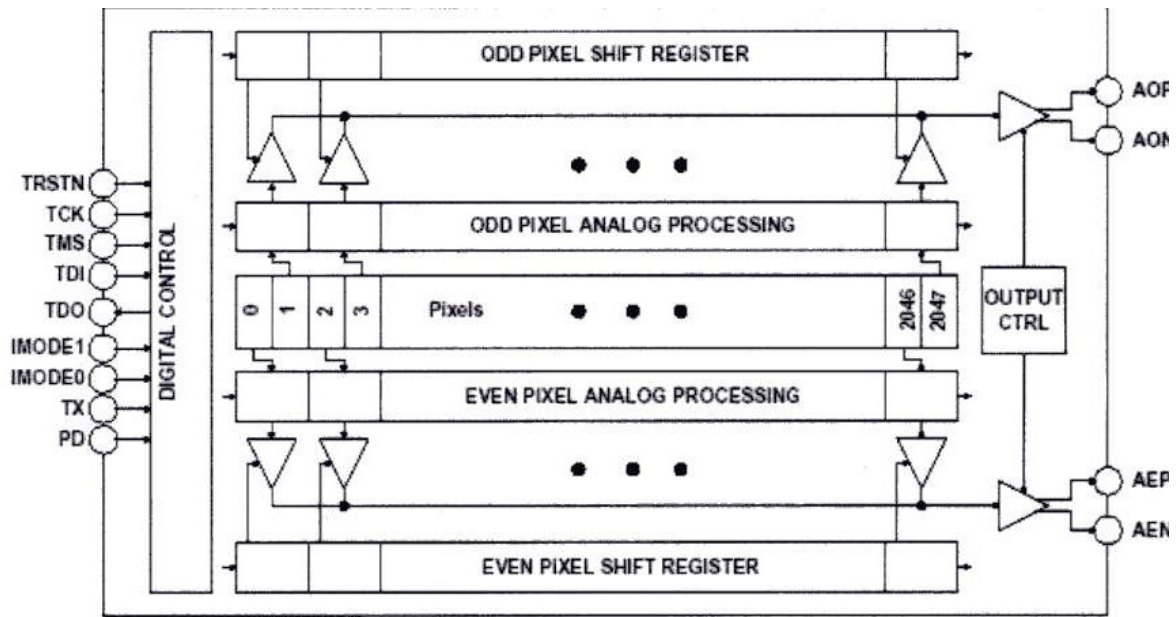 ODD PIXEL SHIFT REGISTER
AOP
AON
TRSTN
TCK
TMS
TDI
TDO
IMODE1
IMODE0
TX
PD
DIGITAL CONTROL
ODD PIXEL ANALOG PROCESSING
0 1 2 3 Pixels 2046 2047
OUTPUT
CTRL
EVEN PIXEL ANALOG PROCESSING
AEP
AEN
EVEN PIXEL SHIFT REGISTER